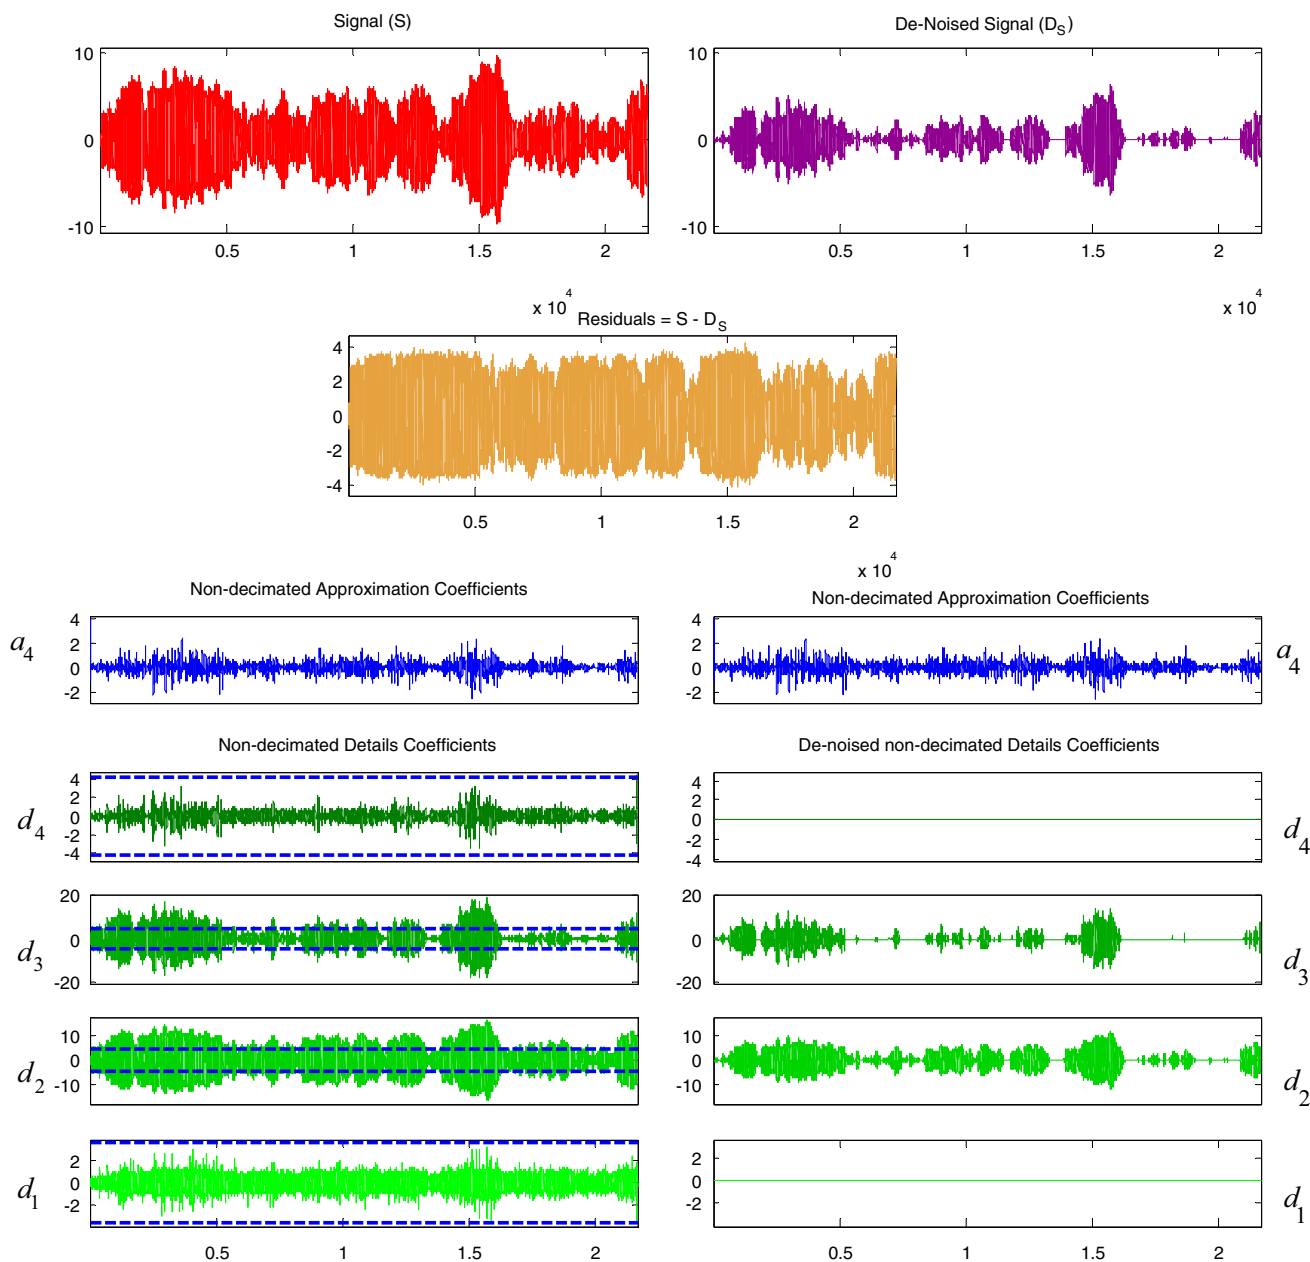 Signal (S)
De-Noised Signal (D_S)
10
0
-10
0.5 1 1.5 2
x 10^4
10
0
-10
0.5 1 1.5 2
x 10^4
Residuals = S - D_S
4
2
0
-2
-4
0.5 1 1.5 2
x 10^4
Non-decimated Approximation Coefficients
a_4
4
2
0
-2
Non-decimated Approximation Coefficients
4
2
0
-2
a_4
Non-decimated Details Coefficients
d_4
4
2
0
-2
-4
De-noised non-decimated Details Coefficients
4
2
0
-2
-4
d_4
d_3
20
0
-20
20
0
-20
d_3
d_2
10
0
-10
10
0
-10
d_2
d_1
2
0
-2
0.5 1 1.5 2
2
0
-2
d_1
0.5 1 1.5 2